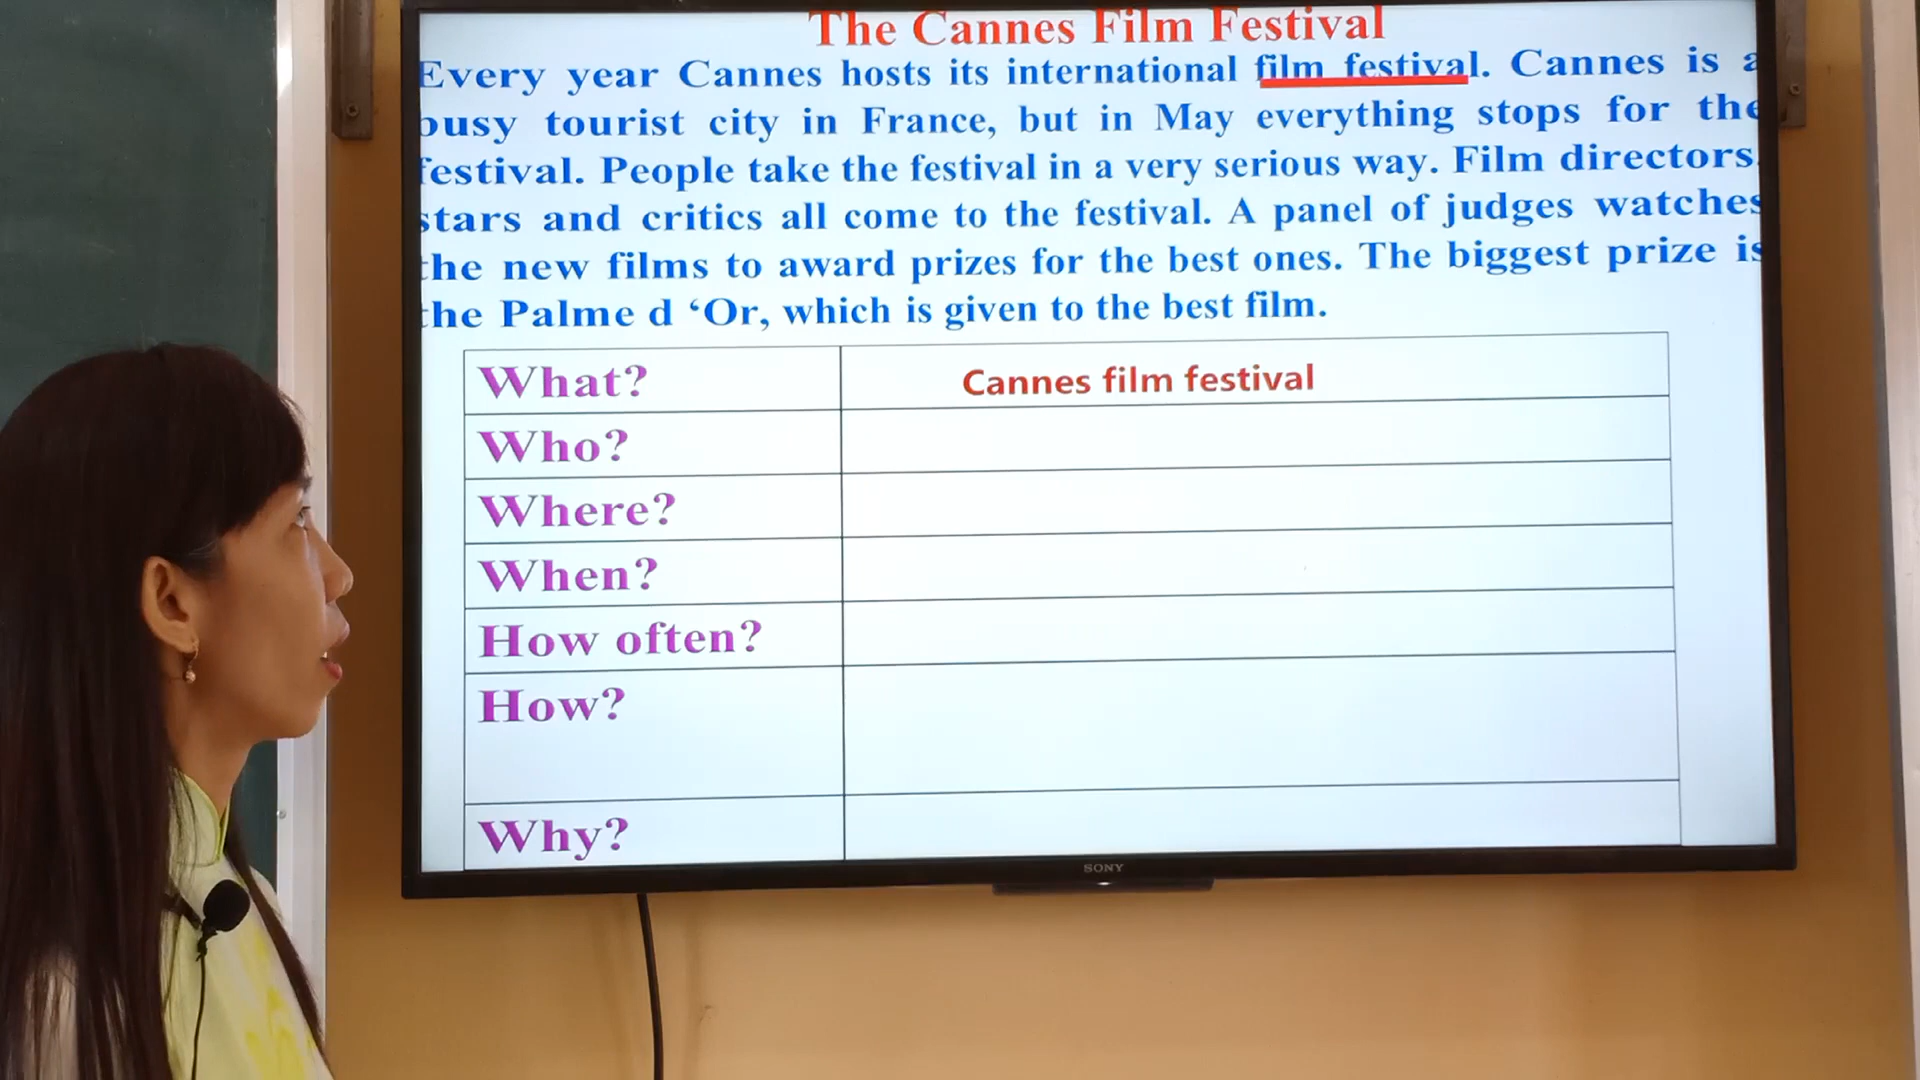 The Cannes Film Festival
Every year Cannes hosts its international film festival. Cannes is a
busy tourist city in France, but in May everything stops for the
festival. People take the festival in a very serious way. Film directors,
stars and critics all come to the festival. A panel of judges watches
the new films to award prizes for the best ones. The biggest prize is
the Palme d ‘Or, which is given to the best film.
What? Cannes film festival
Who?
Where?
When?
How often?
How?
Why?
SONY